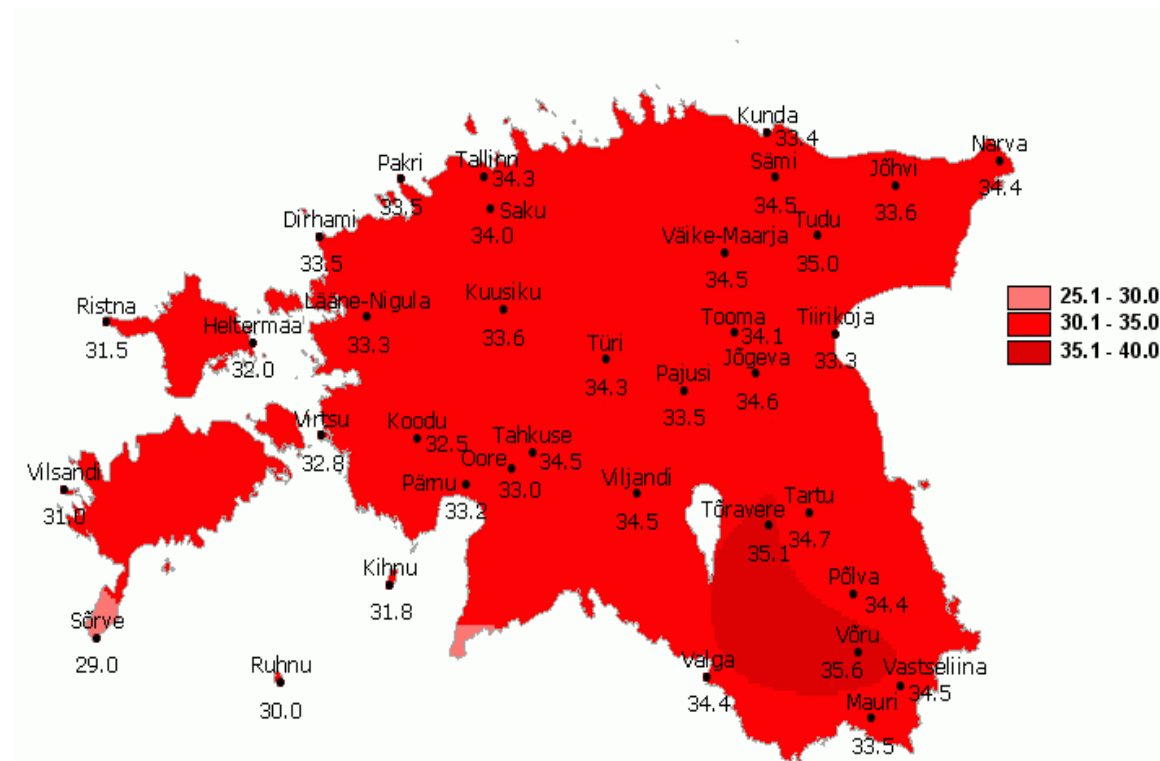 Kunda
33.4
Narva
34.4
Pakri
33.5
Tallinn
34.3
Sämi
34.5
Jõhvi
33.6
Saku
34.0
Dirhami
33.5
Tudu
35.0
Väike-Maarja
34.5
Ristna
31.5
Lääne-Nigula
33.3
Kuusiku
33.6
25.1 - 30.0
30.1 - 35.0
35.1 - 40.0
Heltermaa
32.0
Tooma
34.1
Tiirikoja
33.3
Türi
34.3
Jõgeva
34.6
Pajusi
33.5
Virtsu
32.8
Koodu
32.5
Tahkuse
34.5
Oore
33.0
Vilsandi
31.0
Pärnu
33.2
Viljandi
34.5
Tõravere
35.1
Tartu
34.7
Kihnu
31.8
Põlva
34.4
Sõrve
29.0
Võru
35.6
Ruhnu
30.0
Valga
34.4
Vastseliina
34.5
Mauri
33.5